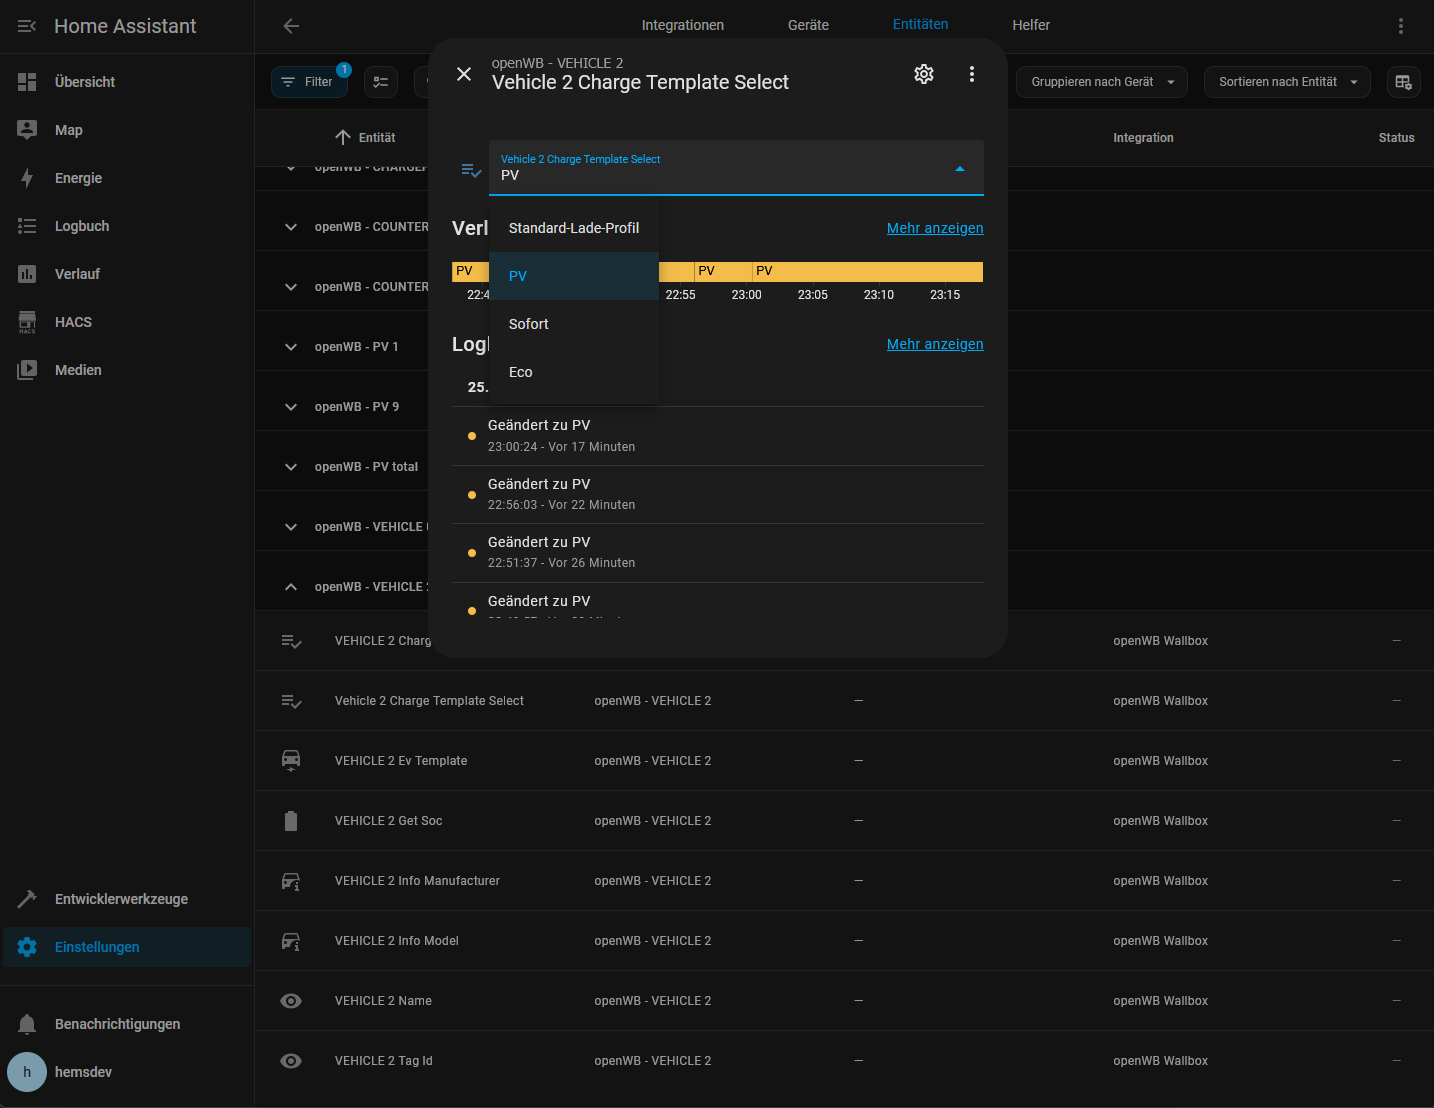 Home Assistant
Übersicht
Map
Energie
Logbuch
Verlauf
HACS
HACS
Medien
Entwicklerwerkzeuge
Einstellungen
Benachrichtigungen
h
hemsdev
Integrationen
Geräte
Entitäten
Helfer
Filter
1
Gruppieren nach Gerät
Sortieren nach Entität
Entität
Integration
Status
openWB - COUNTER
openWB - COUNTER
openWB - PV 1
openWB - PV 9
openWB - PV total
openWB - VEHICLE
openWB - VEHICLE
openWB - VEHICLE 2
Vehicle 2 Charge Template Select
Vehicle 2 Charge Template Select
PV
Standard-Lade-Profil
PV
Sofort
Eco
Verl
Mehr anzeigen
PV
PV
PV
22:4
22:55
23:00
23:05
23:10
23:15
Log
Mehr anzeigen
25.
Geändert zu PV
23:00:24 - Vor 17 Minuten
Geändert zu PV
22:56:03 - Vor 22 Minuten
Geändert zu PV
22:51:37 - Vor 26 Minuten
Geändert zu PV
VEHICLE 2 Charg
openWB Wallbox
—
Vehicle 2 Charge Template Select
openWB - VEHICLE 2
—
openWB Wallbox
—
VEHICLE 2 Ev Template
openWB - VEHICLE 2
—
openWB Wallbox
—
VEHICLE 2 Get Soc
openWB - VEHICLE 2
—
openWB Wallbox
—
VEHICLE 2 Info Manufacturer
openWB - VEHICLE 2
—
openWB Wallbox
—
VEHICLE 2 Info Model
openWB - VEHICLE 2
—
openWB Wallbox
—
VEHICLE 2 Name
openWB - VEHICLE 2
—
openWB Wallbox
—
VEHICLE 2 Tag Id
openWB - VEHICLE 2
—
openWB Wallbox
—